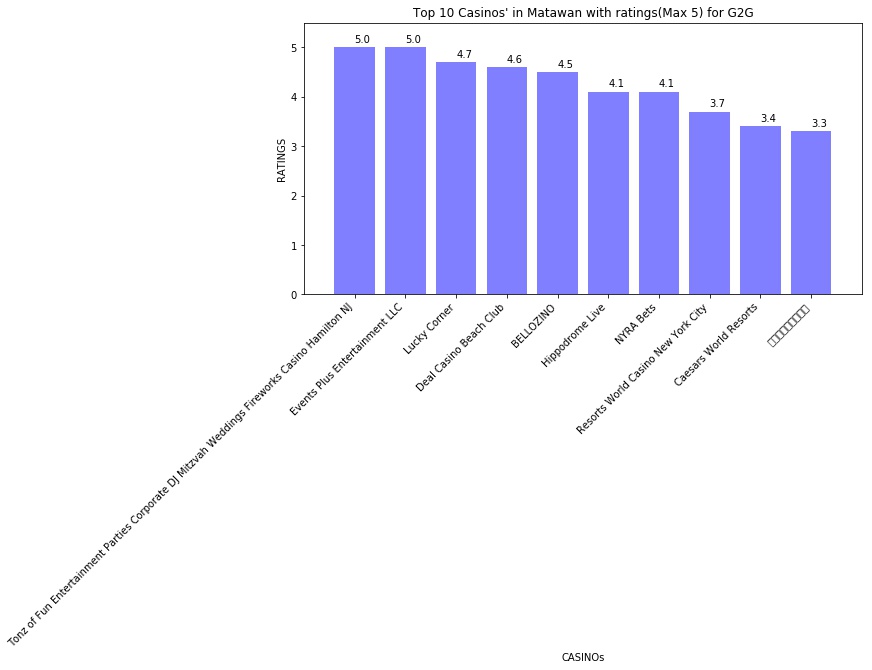 Top 10 Casinos' in Matawan with ratings(Max 5) for G2G
5.0
5.0
4.7
4.6
4.5
4.1
4.1
3.7
3.4
3.3
RATINGS
5
4
3
2
1
0
Tonz of Fun Entertainment Parties Corporate DJ Mitzvah Weddings Fireworks Casino Hamilton NJ
Events Plus Entertainment LLC
Lucky Corner
Deal Casino Beach Club
BELLOZINO
Hippodrome Live
NYRA Bets
Resorts World Casino New York City
Caesars World Resorts
CASINOs